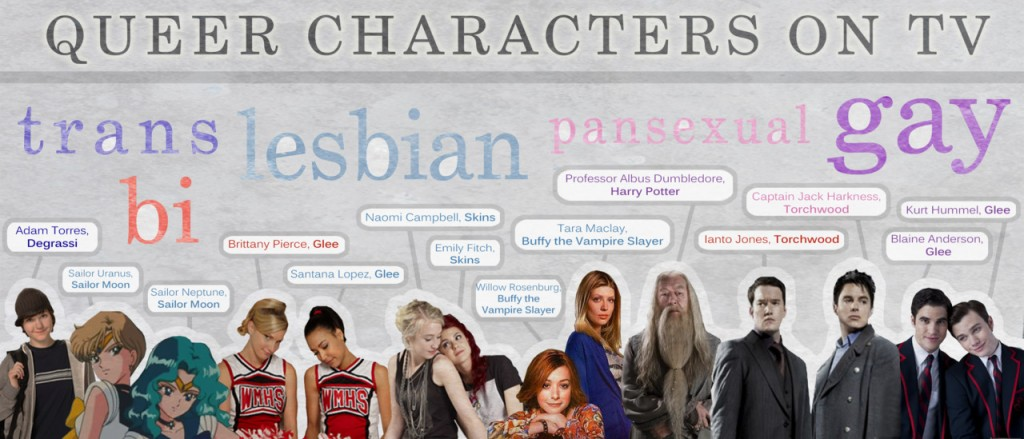 QUEER CHARACTERS ON TV
trans
lesbian
pansexual
gay
bi
Adam Torres,
Degrassi
Sailor Uranus,
Sailor Moon
Sailor Neptune,
Sailor Moon
Brittany Pierce, Glee
Santana Lopez, Glee
Naomi Campbell, Skins
Emily Fitch,
Skins
Willow Rosenburg,
Buffy the
Vampire Slayer
Tara Maclay,
Buffy the Vampire Slayer
Professor Albus Dumbledore,
Harry Potter
Ianto Jones, Torchwood
Captain Jack Harkness,
Torchwood
Blaine Anderson,
Glee
Kurt Hummel, Glee
WMHS
WMHS